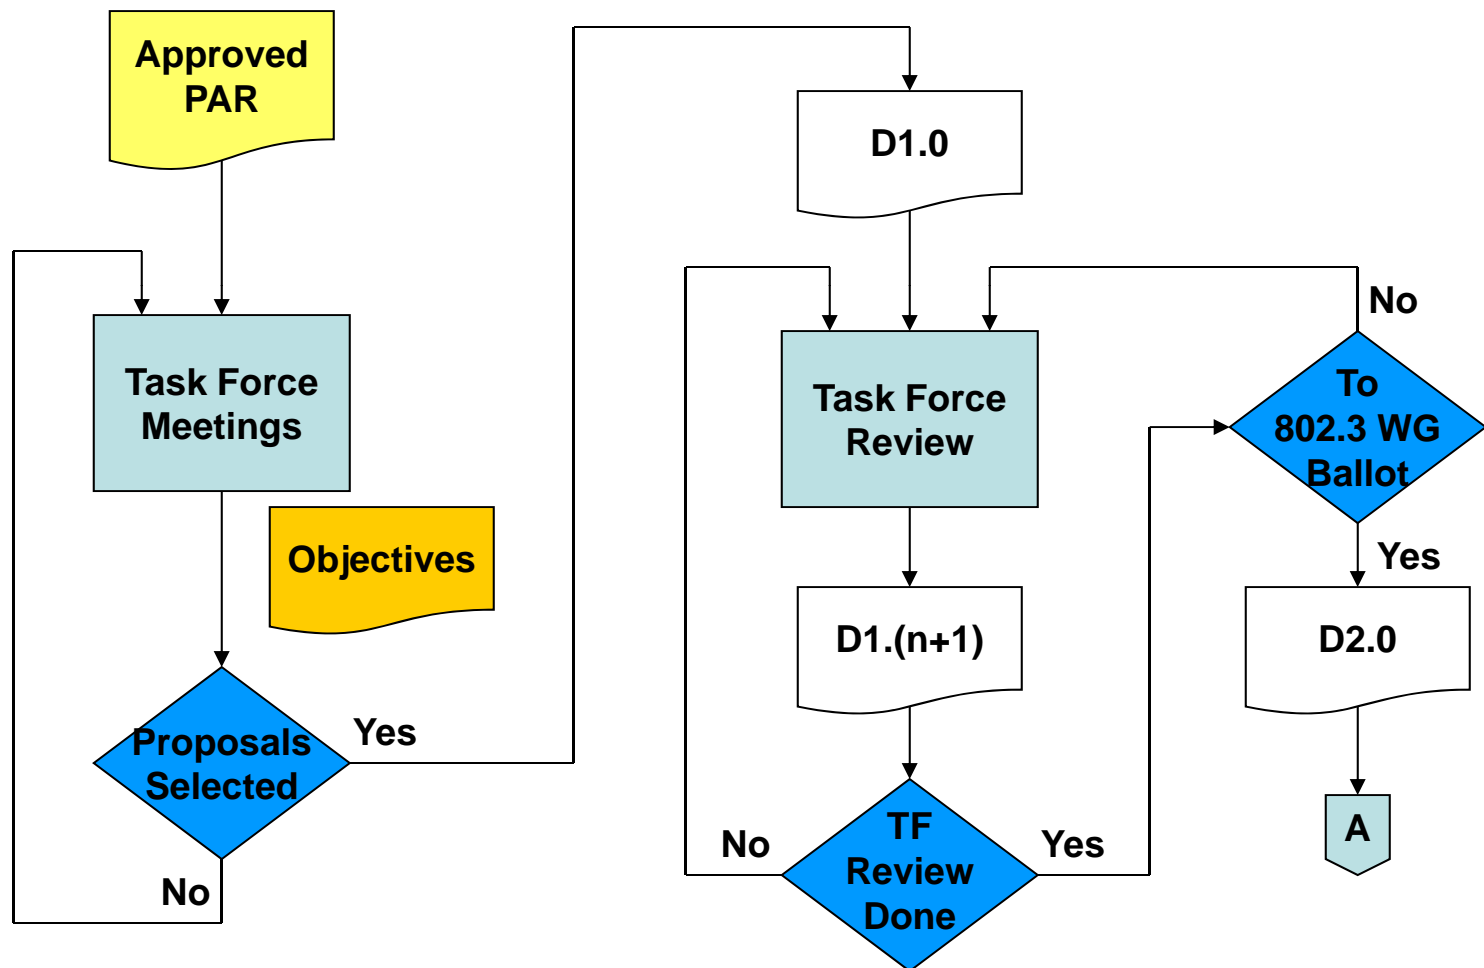 Approved
PAR
Task Force
Meetings
Objectives
Proposals
Selected
Yes
No
D1.0
Task Force
Review
D1.(n+1)
TF
Review
Done
No
Yes
To
802.3 WG
Ballot
No
Yes
D2.0
A